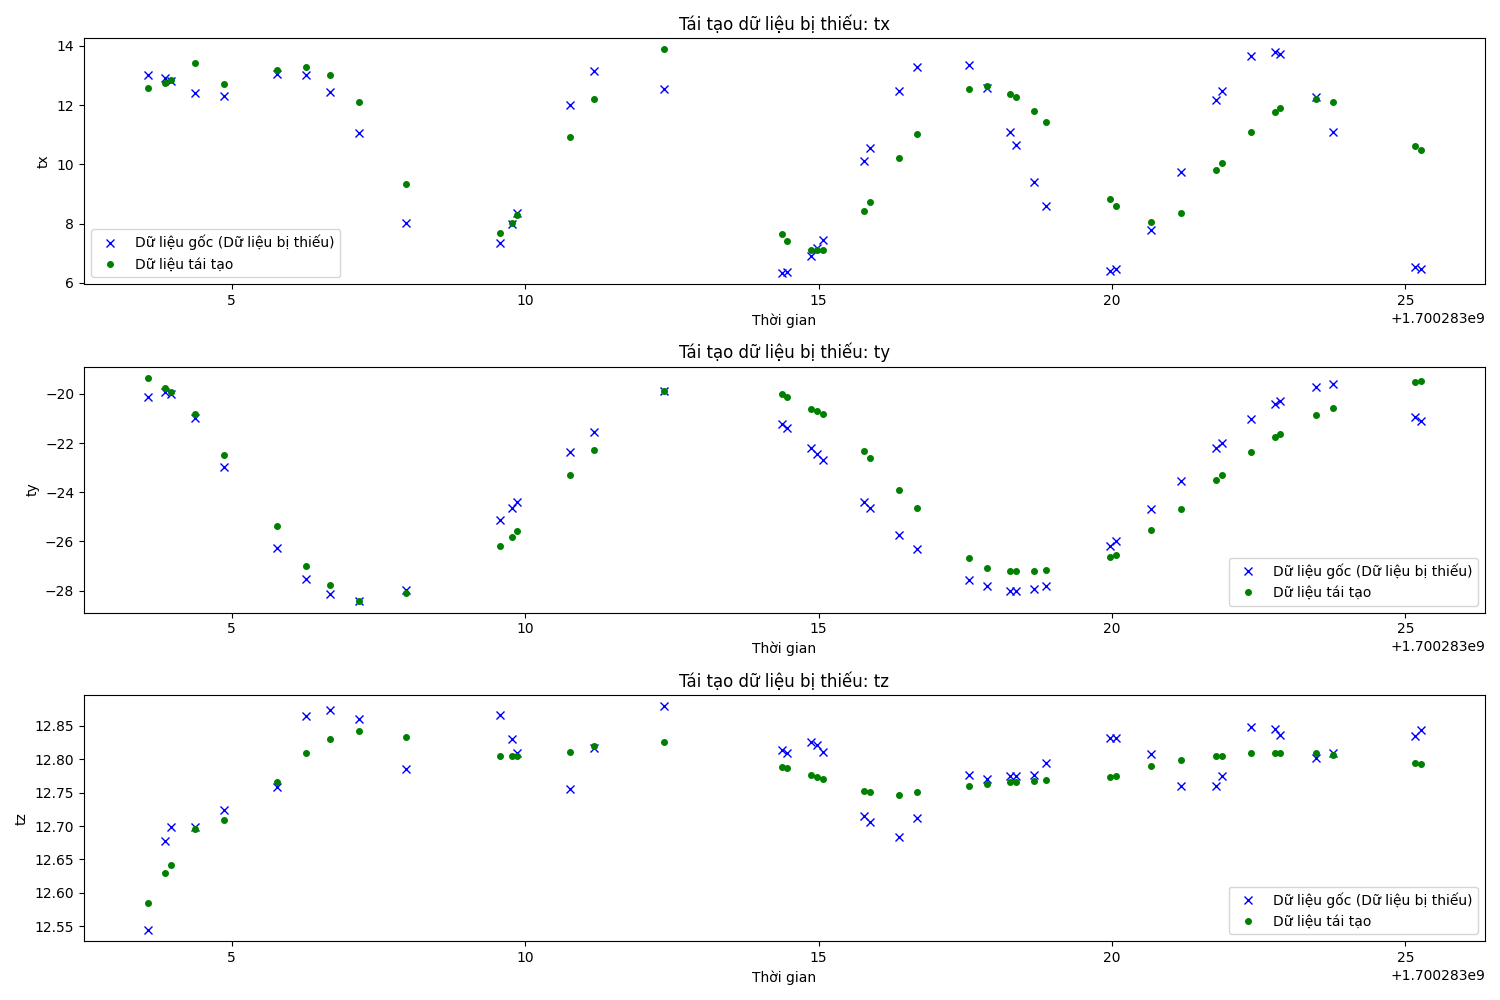 Tái tạo dữ liệu bị thiếu: tx
14
12
10
8
6
tx
Dữ liệu gốc (Dữ liệu bị thiếu)
Dữ liệu tái tạo
5
10
15
20
25
Thời gian
+1.700283e9
Tái tạo dữ liệu bị thiếu: ty
−20
−22
−24
−26
−28
ty
Dữ liệu gốc (Dữ liệu bị thiếu)
Dữ liệu tái tạo
5
10
15
20
25
Thời gian
+1.700283e9
Tái tạo dữ liệu bị thiếu: tz
12.85
12.80
12.75
12.70
12.65
12.60
12.55
tz
Dữ liệu gốc (Dữ liệu bị thiếu)
Dữ liệu tái tạo
5
10
15
20
25
Thời gian
+1.700283e9